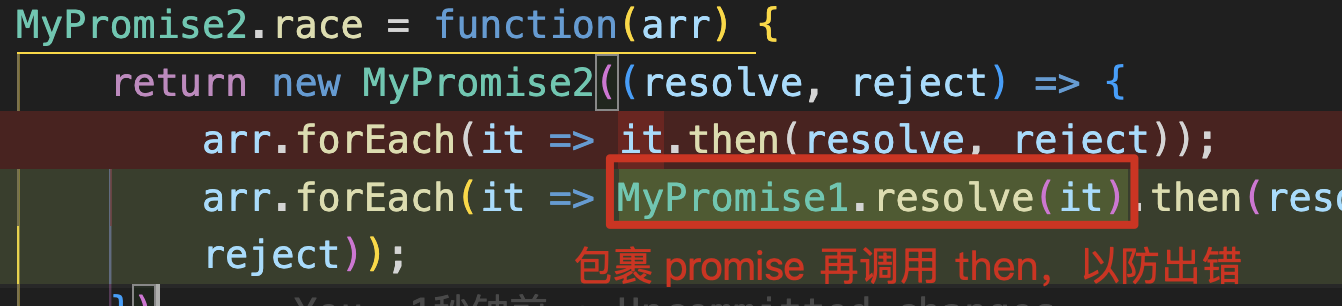 MyPromise2.race = function(arr) {
return new MyPromise2((resolve, reject) => {
arr.forEach(it => it.then(resolve, reject));
arr.forEach(it => MyPromise1.resolve(it).then(reso
reject));
包裹 promise 再调用 then，以防出错
})
You, 1秒钟前 Uncommitted changes